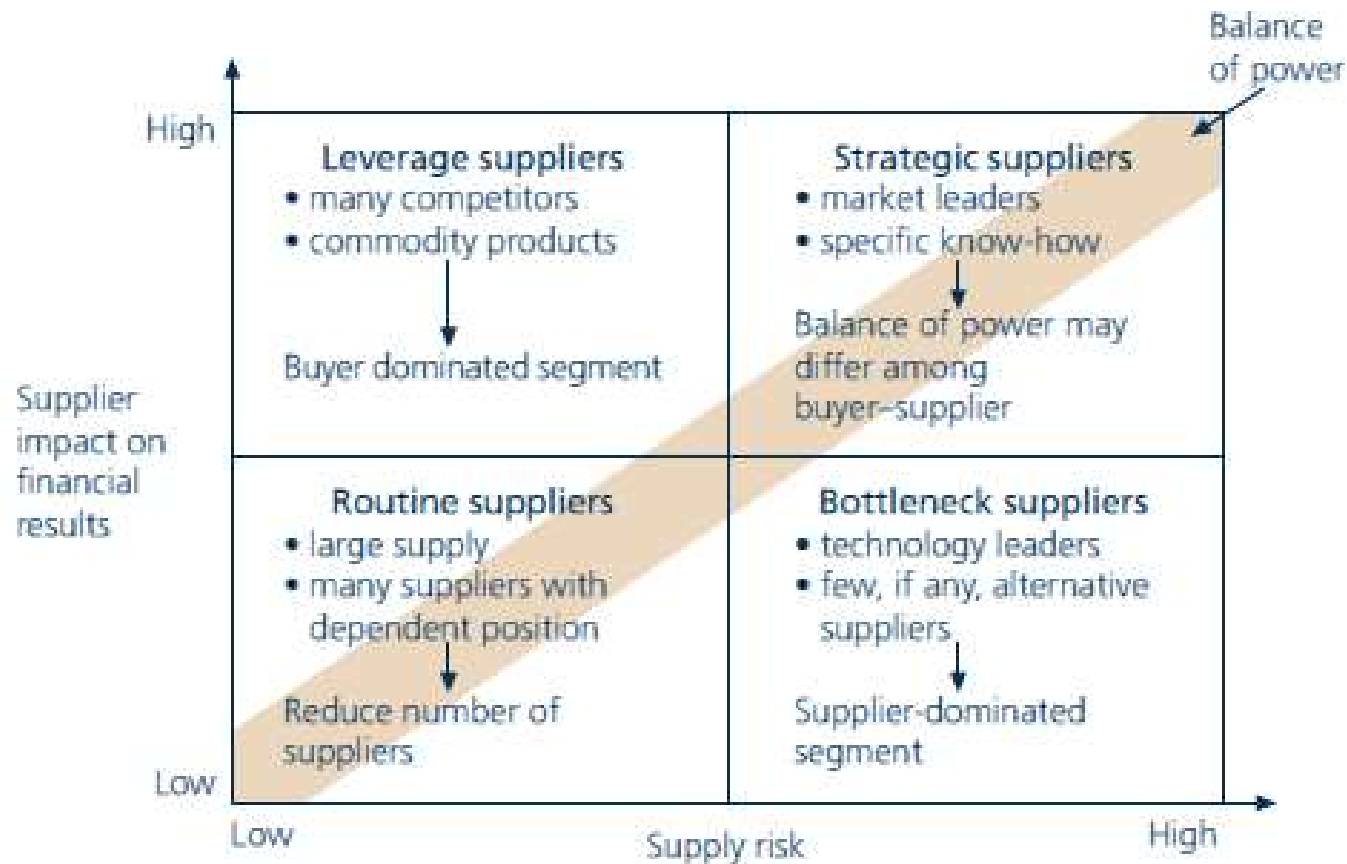 Balance
of power
High
Leverage suppliers
• many competitors
• commodity products
Buyer dominated segment
Strategic suppliers
• market leaders
• specific know-how
Balance of power may
differ among
buyer–supplier
Supplier
impact on
financial
results
Routine suppliers
• large supply
• many suppliers with
dependent position
Reduce number of
suppliers
Bottleneck suppliers
• technology leaders
• few, if any, alternative
suppliers
Supplier-dominated
segment
Low
Low
Supply risk
High